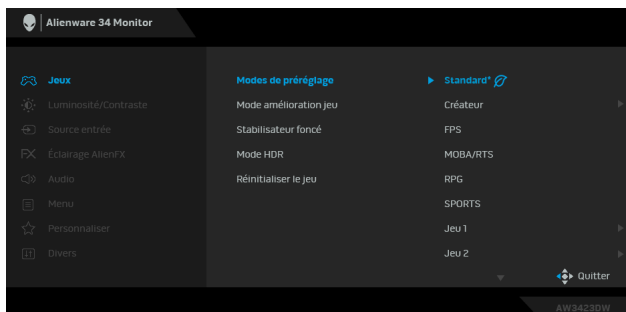 Alienware 34 Monitor
Jeux
Modes de préréglage
Standard*
Luminosité/Contraste
Mode amélioration jeu
Créateur
Source entrée
Stabilisateur foncé
FPS
FX
Éclairage AlienFX
Mode HDR
MOBA/RTS
Audio
Réinitialiser le jeu
RPG
Menu
SPORTS
Personnaliser
Jeu 1
Divers
Jeu 2
Quitter
AW3423DW